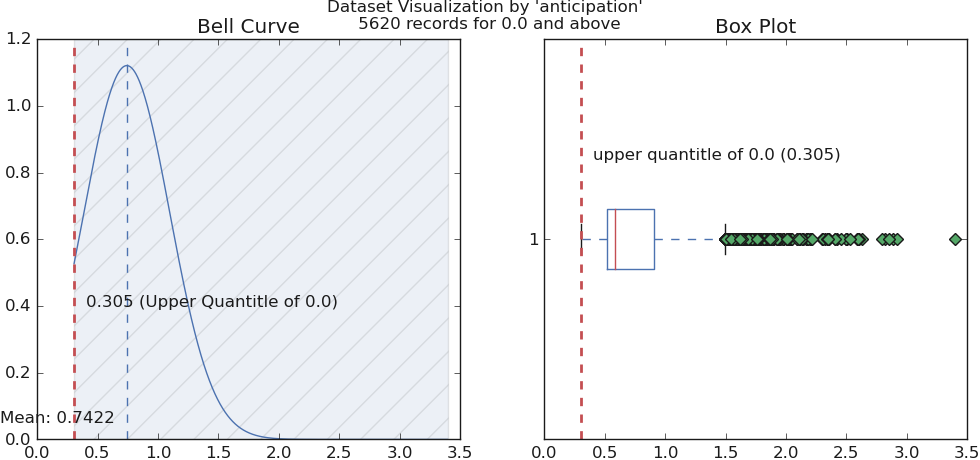 Dataset Visualization by 'anticipation'
5620 records for 0.0 and above
Bell Curve
1.2
1.0
0.8
0.6
0.4
0.2
0.0
0.305 (Upper Quantitle of 0.0)
Mean: 0.7422
0.0 0.5 1.0 1.5 2.0 2.5 3.0 3.5
Box Plot
upper quantitle of 0.0 (0.305)
1
0.0 0.5 1.0 1.5 2.0 2.5 3.0 3.5